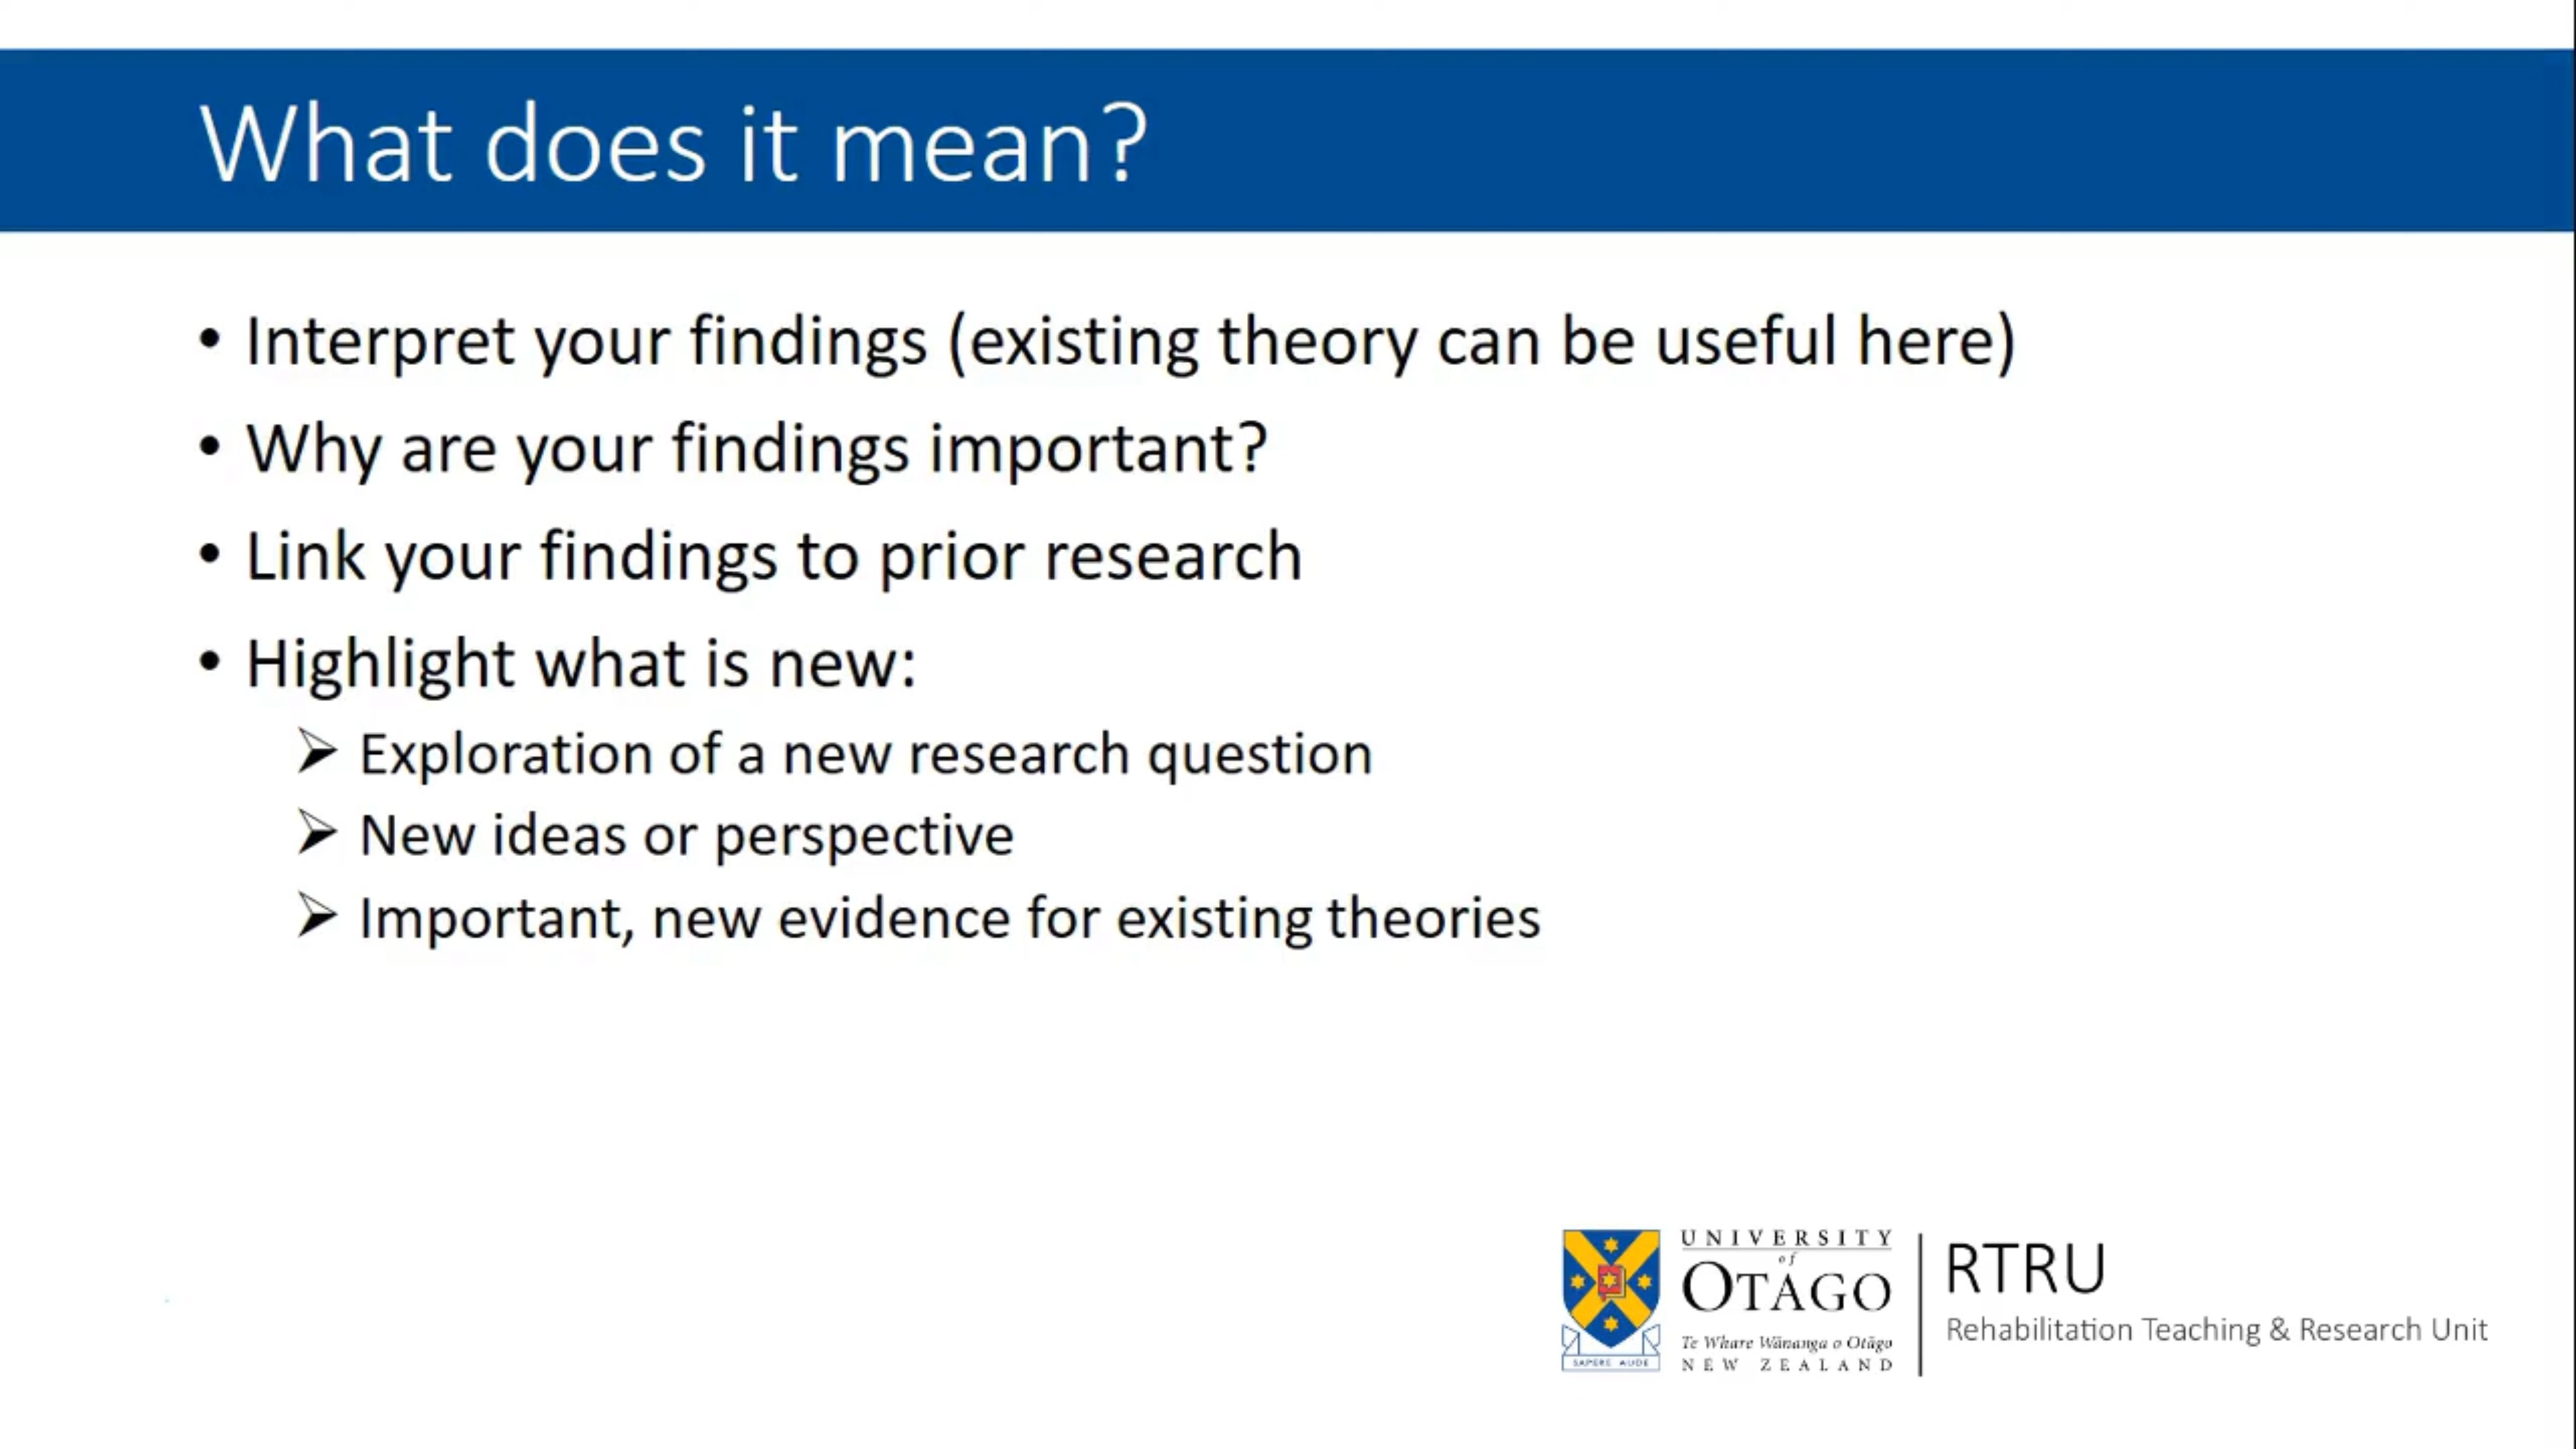 What does it mean?
• Interpret your findings (existing theory can be useful here)
• Why are your findings important?
• Link your findings to prior research
• Highlight what is new:
➢ Exploration of a new research question
➢ New ideas or perspective
➢ Important, new evidence for existing theories
UNIVERSITY
of
OTAGO
Te Whare Wānanga o Otāgo
NEW ZEALAND
SAPERE AUDE
RTRU
Rehabilitation Teaching & Research Unit